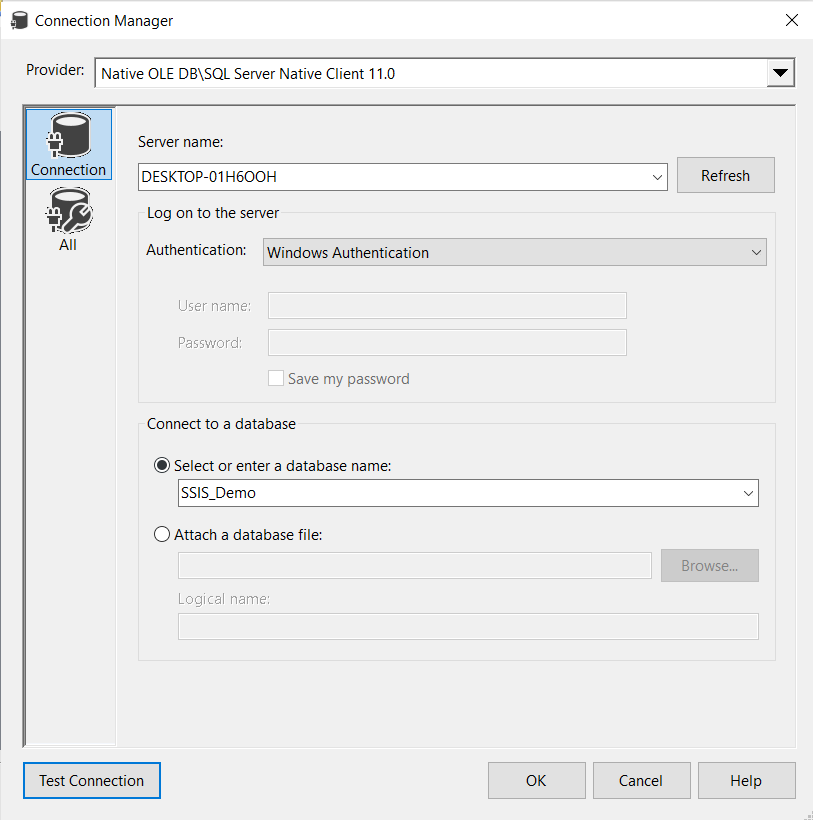 Connection Manager
Provider: Native OLE DB\SQL Server Native Client 11.0
Connection
All
Server name:
DESKTOP-01H6OOH
Refresh
Log on to the server
Authentication: Windows Authentication
User name:
Password:
Save my password
Connect to a database
Select or enter a database name:
SSIS_Demo
Attach a database file:
Browse...
Logical name:
Test Connection OK Cancel Help